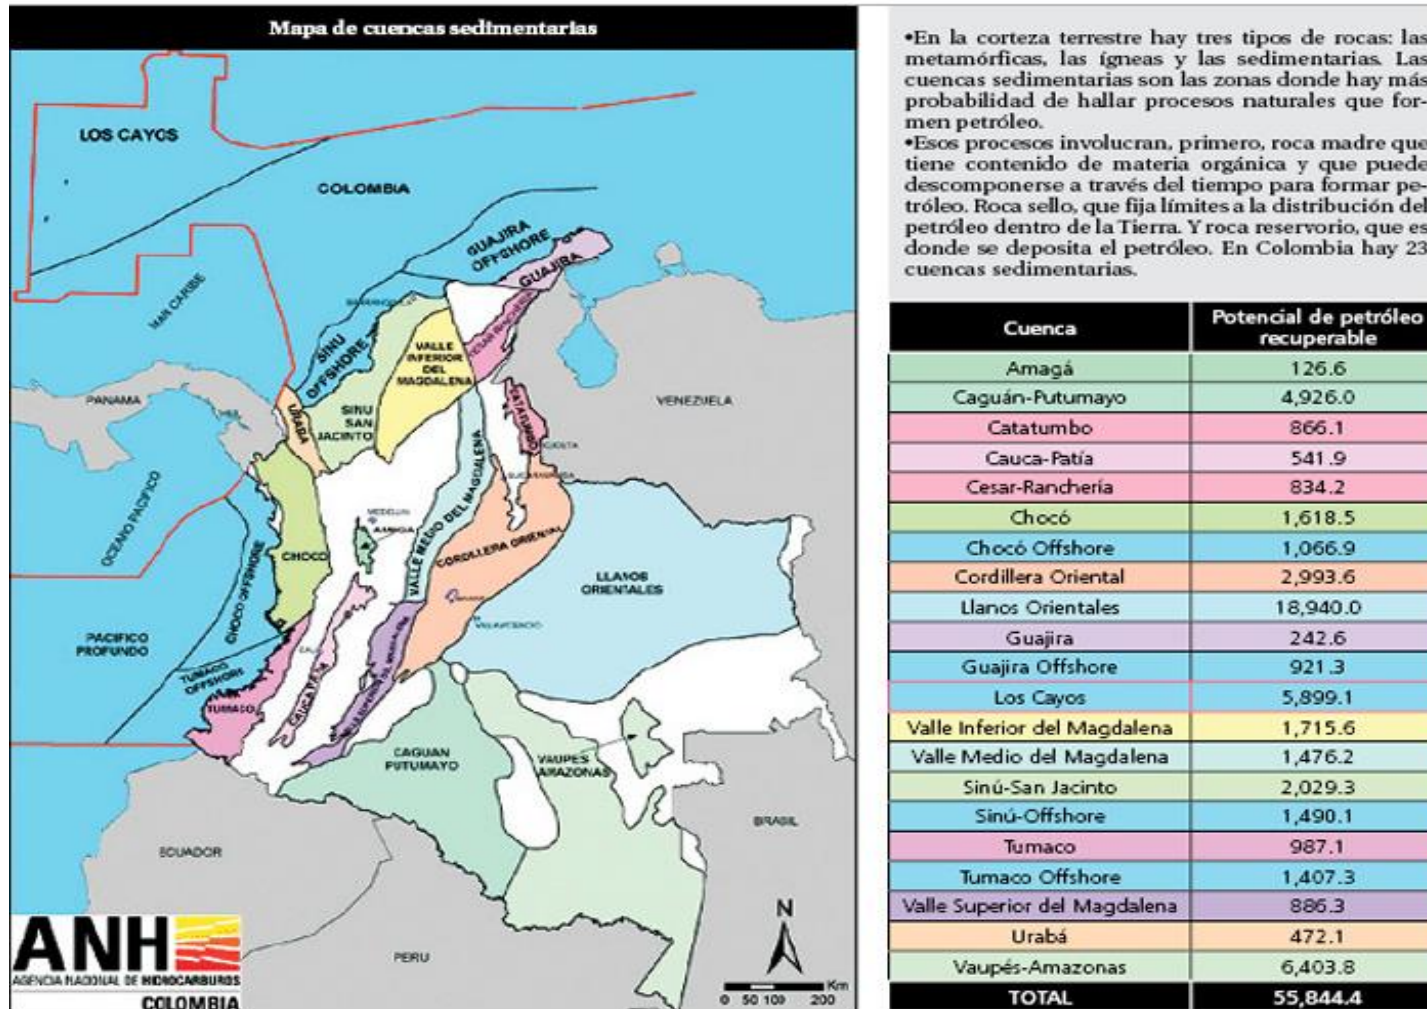 Mapa de cuencas sedimentarias
LOS CAYOS
COLOMBIA
GUAJIRA
OFFSHORE
GUAJIRA
MAR CARIBE
SINU
OFFSHORE
VALLE
INFERIOR
DEL
MAGDALENA
PANAMA
URABA
SINU
SAN
JACINTO
CATATUMBO
VENEZUELA
OCEANO PACIFICO
MEDELLIN
VALLE MEDIO DEL MAGDALENA
CORDILLERA ORIENTAL
CHOCO
CHOCO OFFSHORE
LLANOS
ORIENTALES
PACIFICO
PROFUNDO
TUMACO
OFFSHORE
TUMACO
CAUCA PATIA
CAGUAN
PUTUMAYO
VAUPES
AMAZONAS
BRASIL
ECUADOR
PERU
N
Km
0 50 100 200
ANH
AGENCIA NACIONAL DE HIDROCARBUROS
COLOMBIA
•En la corteza terrestre hay tres tipos de rocas: las
metamórficas, las ígneas y las sedimentarias. Las
cuencas sedimentarias son las zonas donde hay más
probabilidad de hallar procesos naturales que for-
men petróleo.
•Esos procesos involucran, primero, roca madre que
tiene contenido de materia orgánica y que puede
descomponerse a través del tiempo para formar pe-
tróleo. Roca sello, que fija límites a la distribución del
petróleo dentro de la Tierra. Y roca reservorio, que es
donde se deposita el petróleo. En Colombia hay 23
cuencas sedimentarias.
Cuenca Potencial de petróleo
recuperable
Amagá 126.6
Caguán-Putumayo 4,926.0
Catatumbo 866.1
Cauca-Patía 541.9
Cesar-Ranchería 834.2
Chocó 1,618.5
Chocó Offshore 1,066.9
Cordillera Oriental 2,993.6
Llanos Orientales 18,940.0
Guajira 242.6
Guajira Offshore 921.3
Los Cayos 5,899.1
Valle Inferior del Magdalena 1,715.6
Valle Medio del Magdalena 1,476.2
Sinú-San Jacinto 2,029.3
Sinú-Offshore 1,490.1
Tumaco 987.1
Tumaco Offshore 1,407.3
Valle Superior del Magdalena 886.3
Urabá 472.1
Vaupés-Amazonas 6,403.8
TOTAL 55,844.4